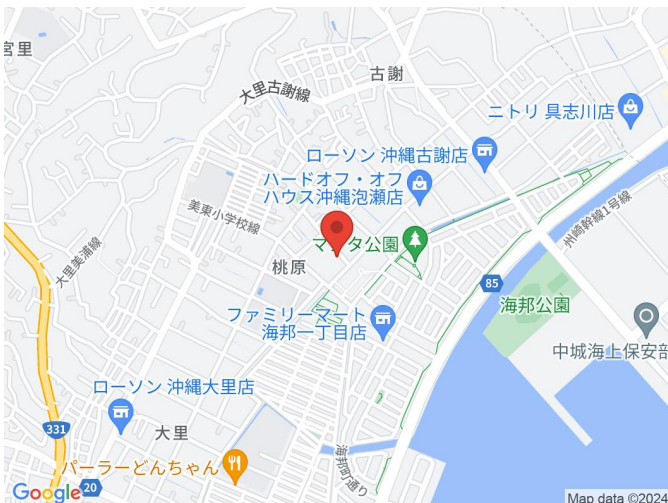 宮里
古謝
大里古謝線
ニトリ 具志川店
ローソン 沖縄古謝店
ハードオフ・オフ
ハウス沖縄泡瀬店
美東小学校線
州崎幹線1号線
大里美浦線
マンタ公園
桃原
85
海邦公園
ファミリーマート
海邦一丁目店
中城海上保安部
ローソン 沖縄大里店
331
大里
海邦町通り
パーラーどんちゃん
Google
20
Map data ©2024